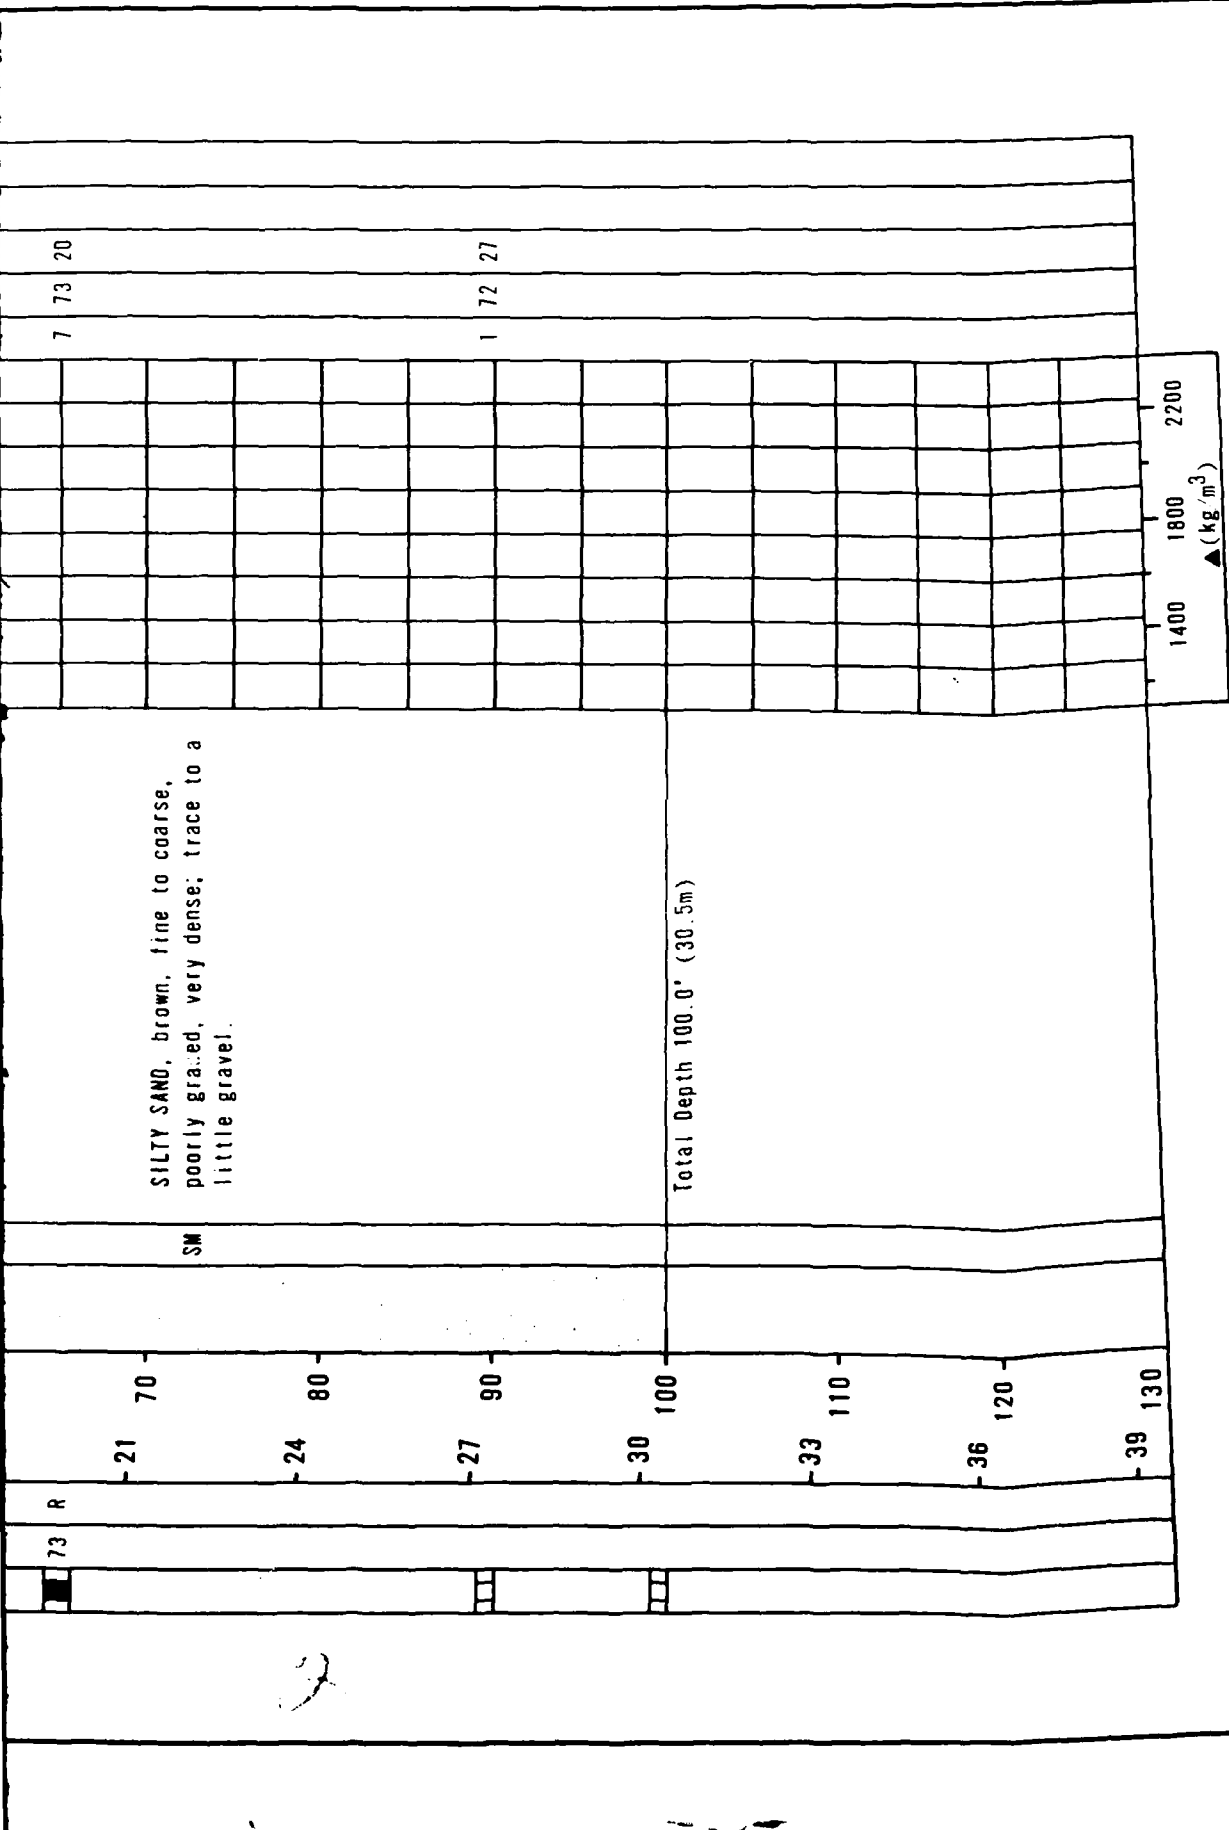 73 R 7 73 20
21
70
SM
SILTY SAND, brown, fine to coarse,
poorly graded, very dense; trace to a
little gravel.
24
80
27
90
1 72 27
30
100
Total Depth 100.0' (30.5m)
33
110
36
120
39
130
1400 1800 2200
▲(kg/m³)